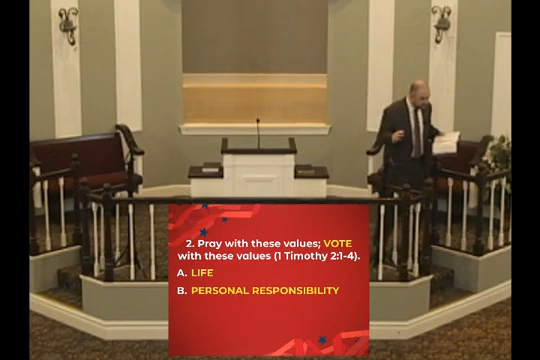 2. Pray with these values; VOTE
with these values (1 Timothy 2:1-4).
A. LIFE
B. PERSONAL RESPONSIBILITY